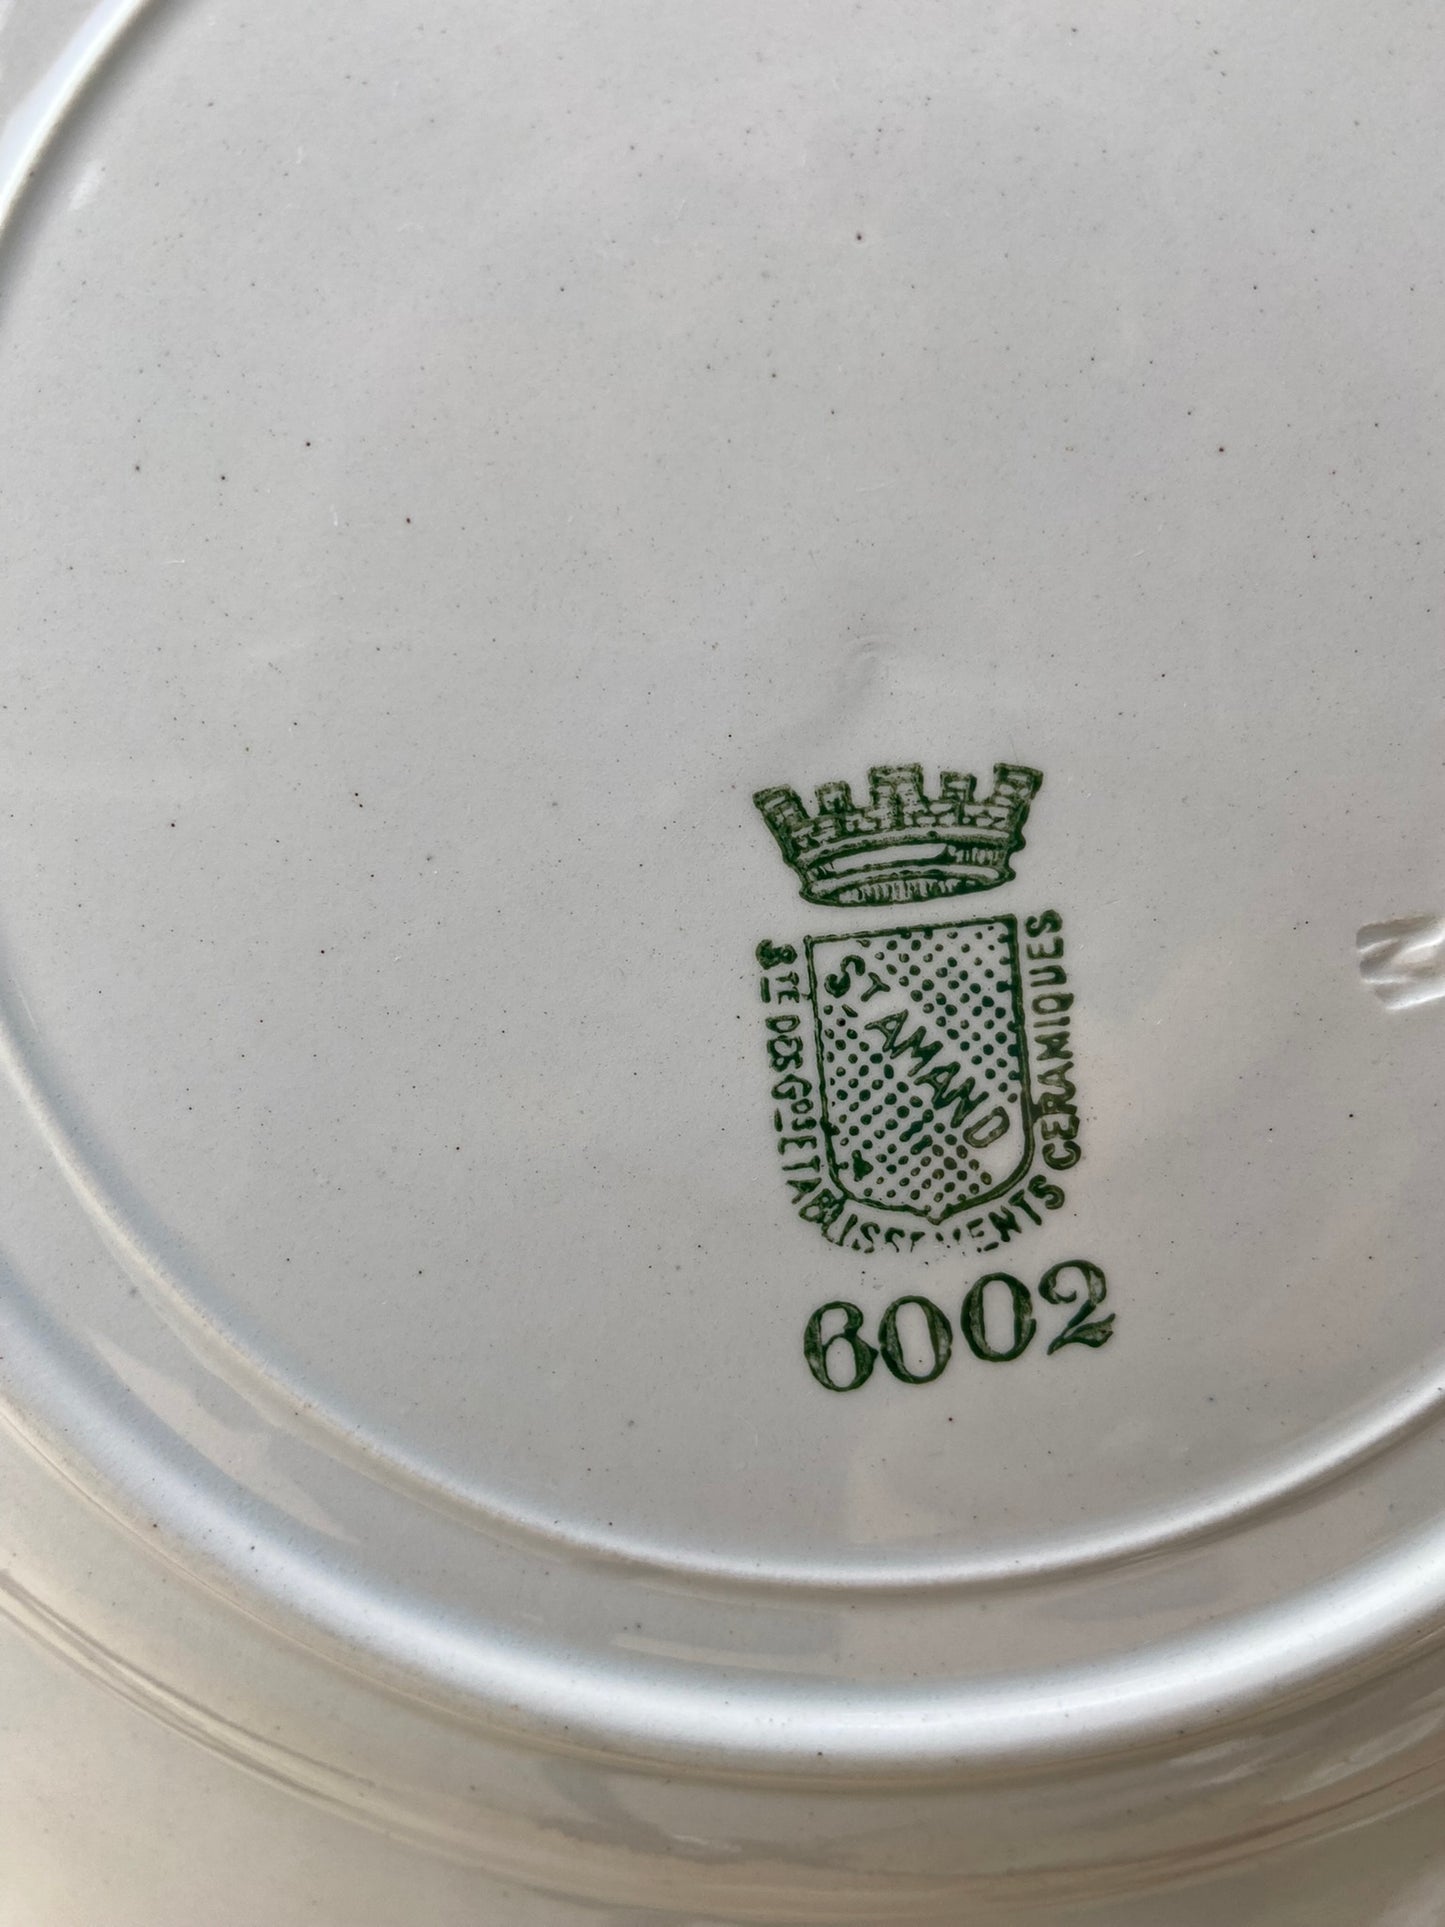 STE DES GDS ETABLISSEMENTS CERAMIQUES
ST AMAND
6002